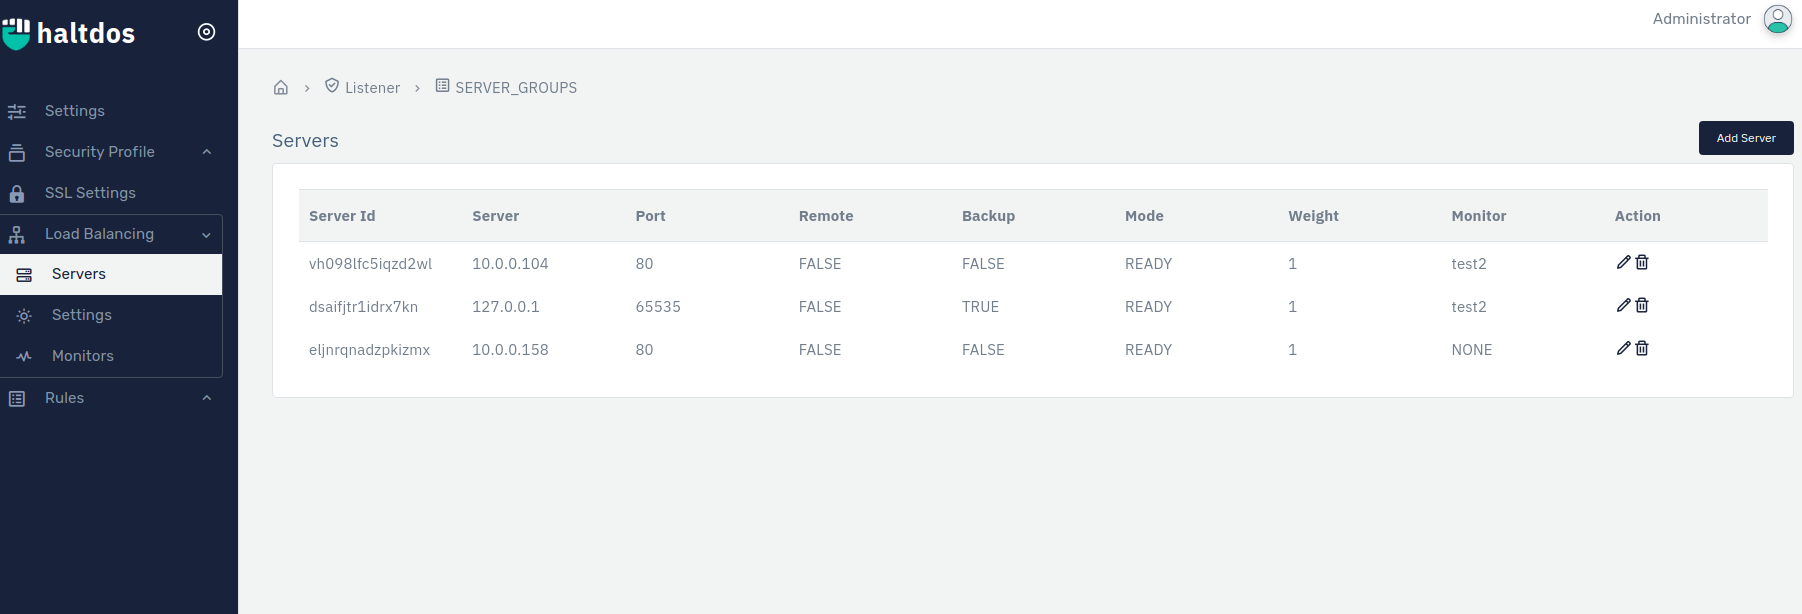 haltdos
Administrator
Settings
Security Profile
SSL Settings
Load Balancing
Servers
Settings
Monitors
Rules
Listener
SERVER_GROUPS
Servers
Add Server
Server Id Server Port Remote Backup Mode Weight Monitor Action
vh098lfc5iqzd2wl 10.0.0.104 80 FALSE FALSE READY 1 test2
dsaifjtr1idrx7kn 127.0.0.1 65535 FALSE TRUE READY 1 test2
eljnrqnadzpkizmx 10.0.0.158 80 FALSE FALSE READY 1 NONE